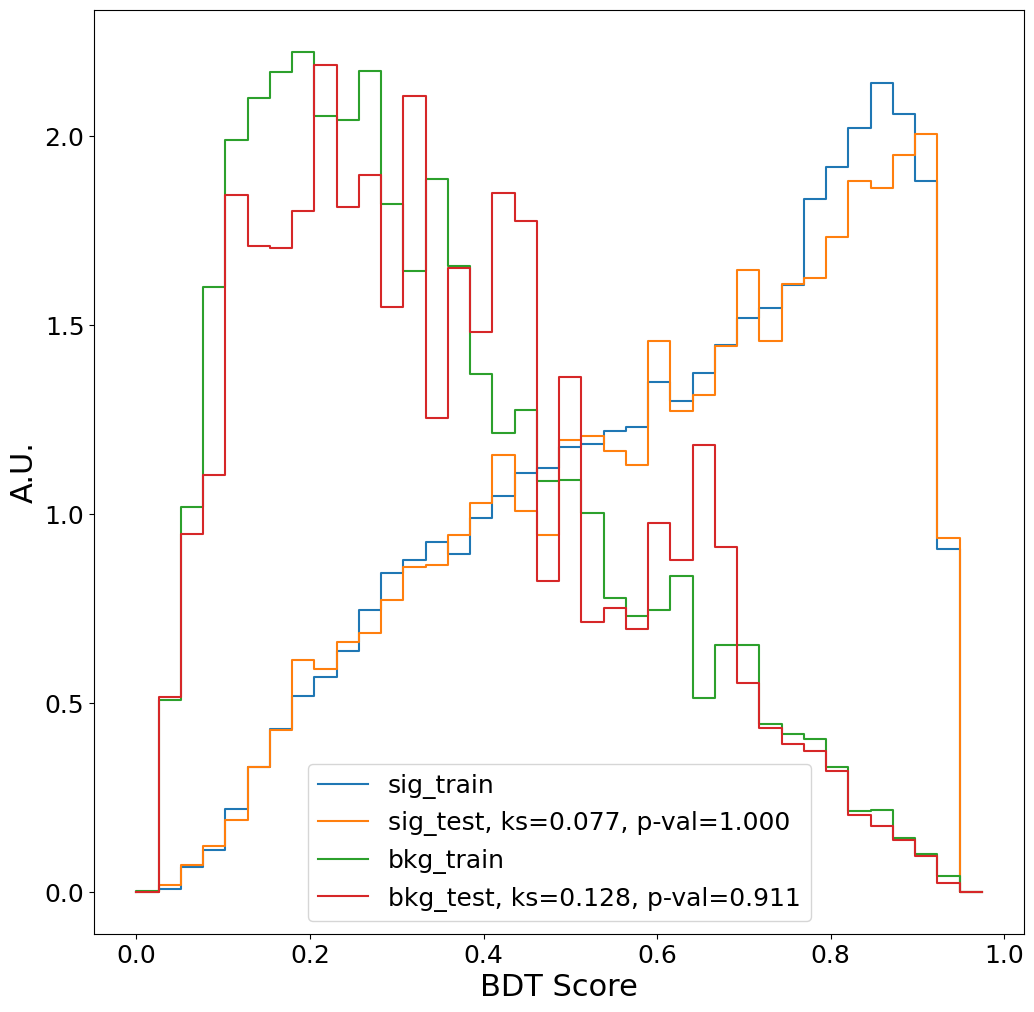 A.U.
2.0
1.5
1.0
0.5
0.0
sig_train
sig_test, ks=0.077, p-val=1.000
bkg_train
bkg_test, ks=0.128, p-val=0.911
0.0 0.2 0.4 0.6 0.8 1.0
BDT Score